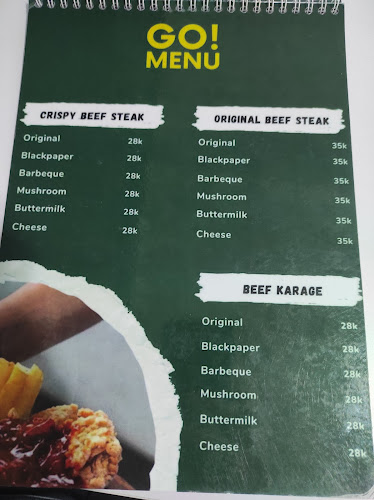 GO!
MENU
CRISPY BEEF STEAK
Original 28k
Blackpaper 28k
Barbeque 28k
Mushroom 28k
Buttermilk 28k
Cheese 28k
ORIGINAL BEEF STEAK
Original 35k
Blackpaper 35k
Barbeque 35k
Mushroom 35k
Buttermilk 35k
Cheese 35k
BEEF KARAGE
Original 28k
Blackpaper 28k
Barbeque 28k
Mushroom 28k
Buttermilk 28k
Cheese 28k